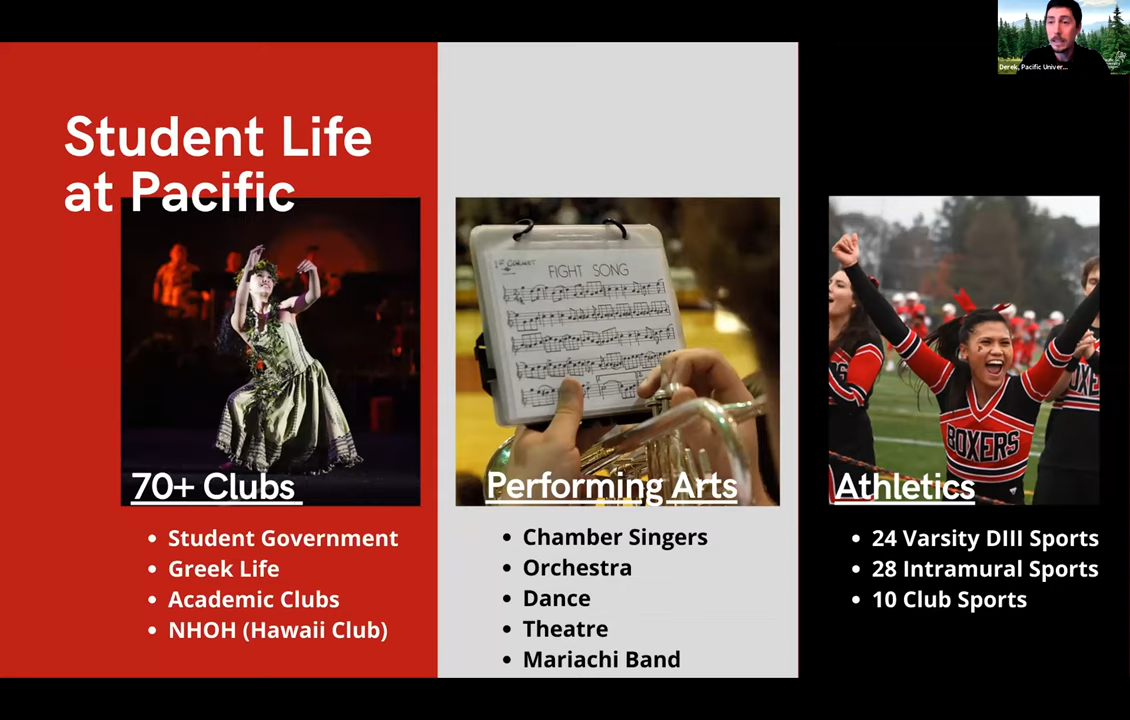 Derek, Pacific Univer...
Student Life
at Pacific
1st CORNET
FIGHT SONG
BOXERS
70+ Clubs
Performing Arts
Athletics
Student Government
Greek Life
Academic Clubs
NHOH (Hawaii Club)
Chamber Singers
Orchestra
Dance
Theatre
Mariachi Band
24 Varsity DIII Sports
28 Intramural Sports
10 Club Sports